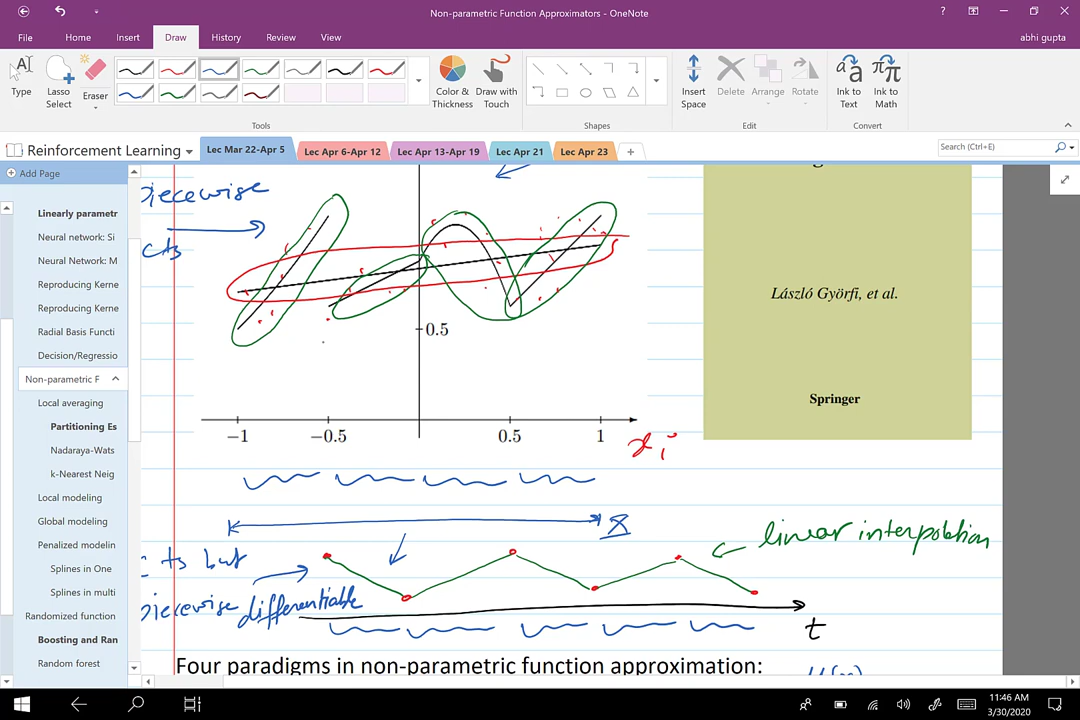 Non-parametric Function Approximators - OneNote
?
File Home Insert Draw History Review View
abhi gupta
Type
Lasso Select
Eraser
Color & Thickness
Draw with Touch
Insert Space
Delete
Arrange
Rotate
Ink to Text
Ink to Math
Tools
Shapes
Edit
Convert
Reinforcement Learning
Lec Mar 22-Apr 5
Lec Apr 6-Apr 12
Lec Apr 13-Apr 19
Lec Apr 21
Lec Apr 23
+
Search (Ctrl+E)
Add Page
Linearly parametr
Neural network: Si
Neural Network: M
Reproducing Kerne
Reproducing Kerne
Radial Basis Functi
Decision/Regressio
Non-parametric F
Local averaging
Partitioning Es
Nadaraya-Wats
k-Nearest Neig
Local modeling
Global modeling
Penalized modelin
Splines in One
Splines in multi
Randomized function
Boosting and Ran
Random forest
piecewise
cts
0.5
−1 −0.5 0.5 1
x i
László Györfi, et al.
Springer
linear interpolation
cts but
piecewise differentiable
t
Four paradigms in non-parametric function approximation:
11:46 AM
3/30/2020